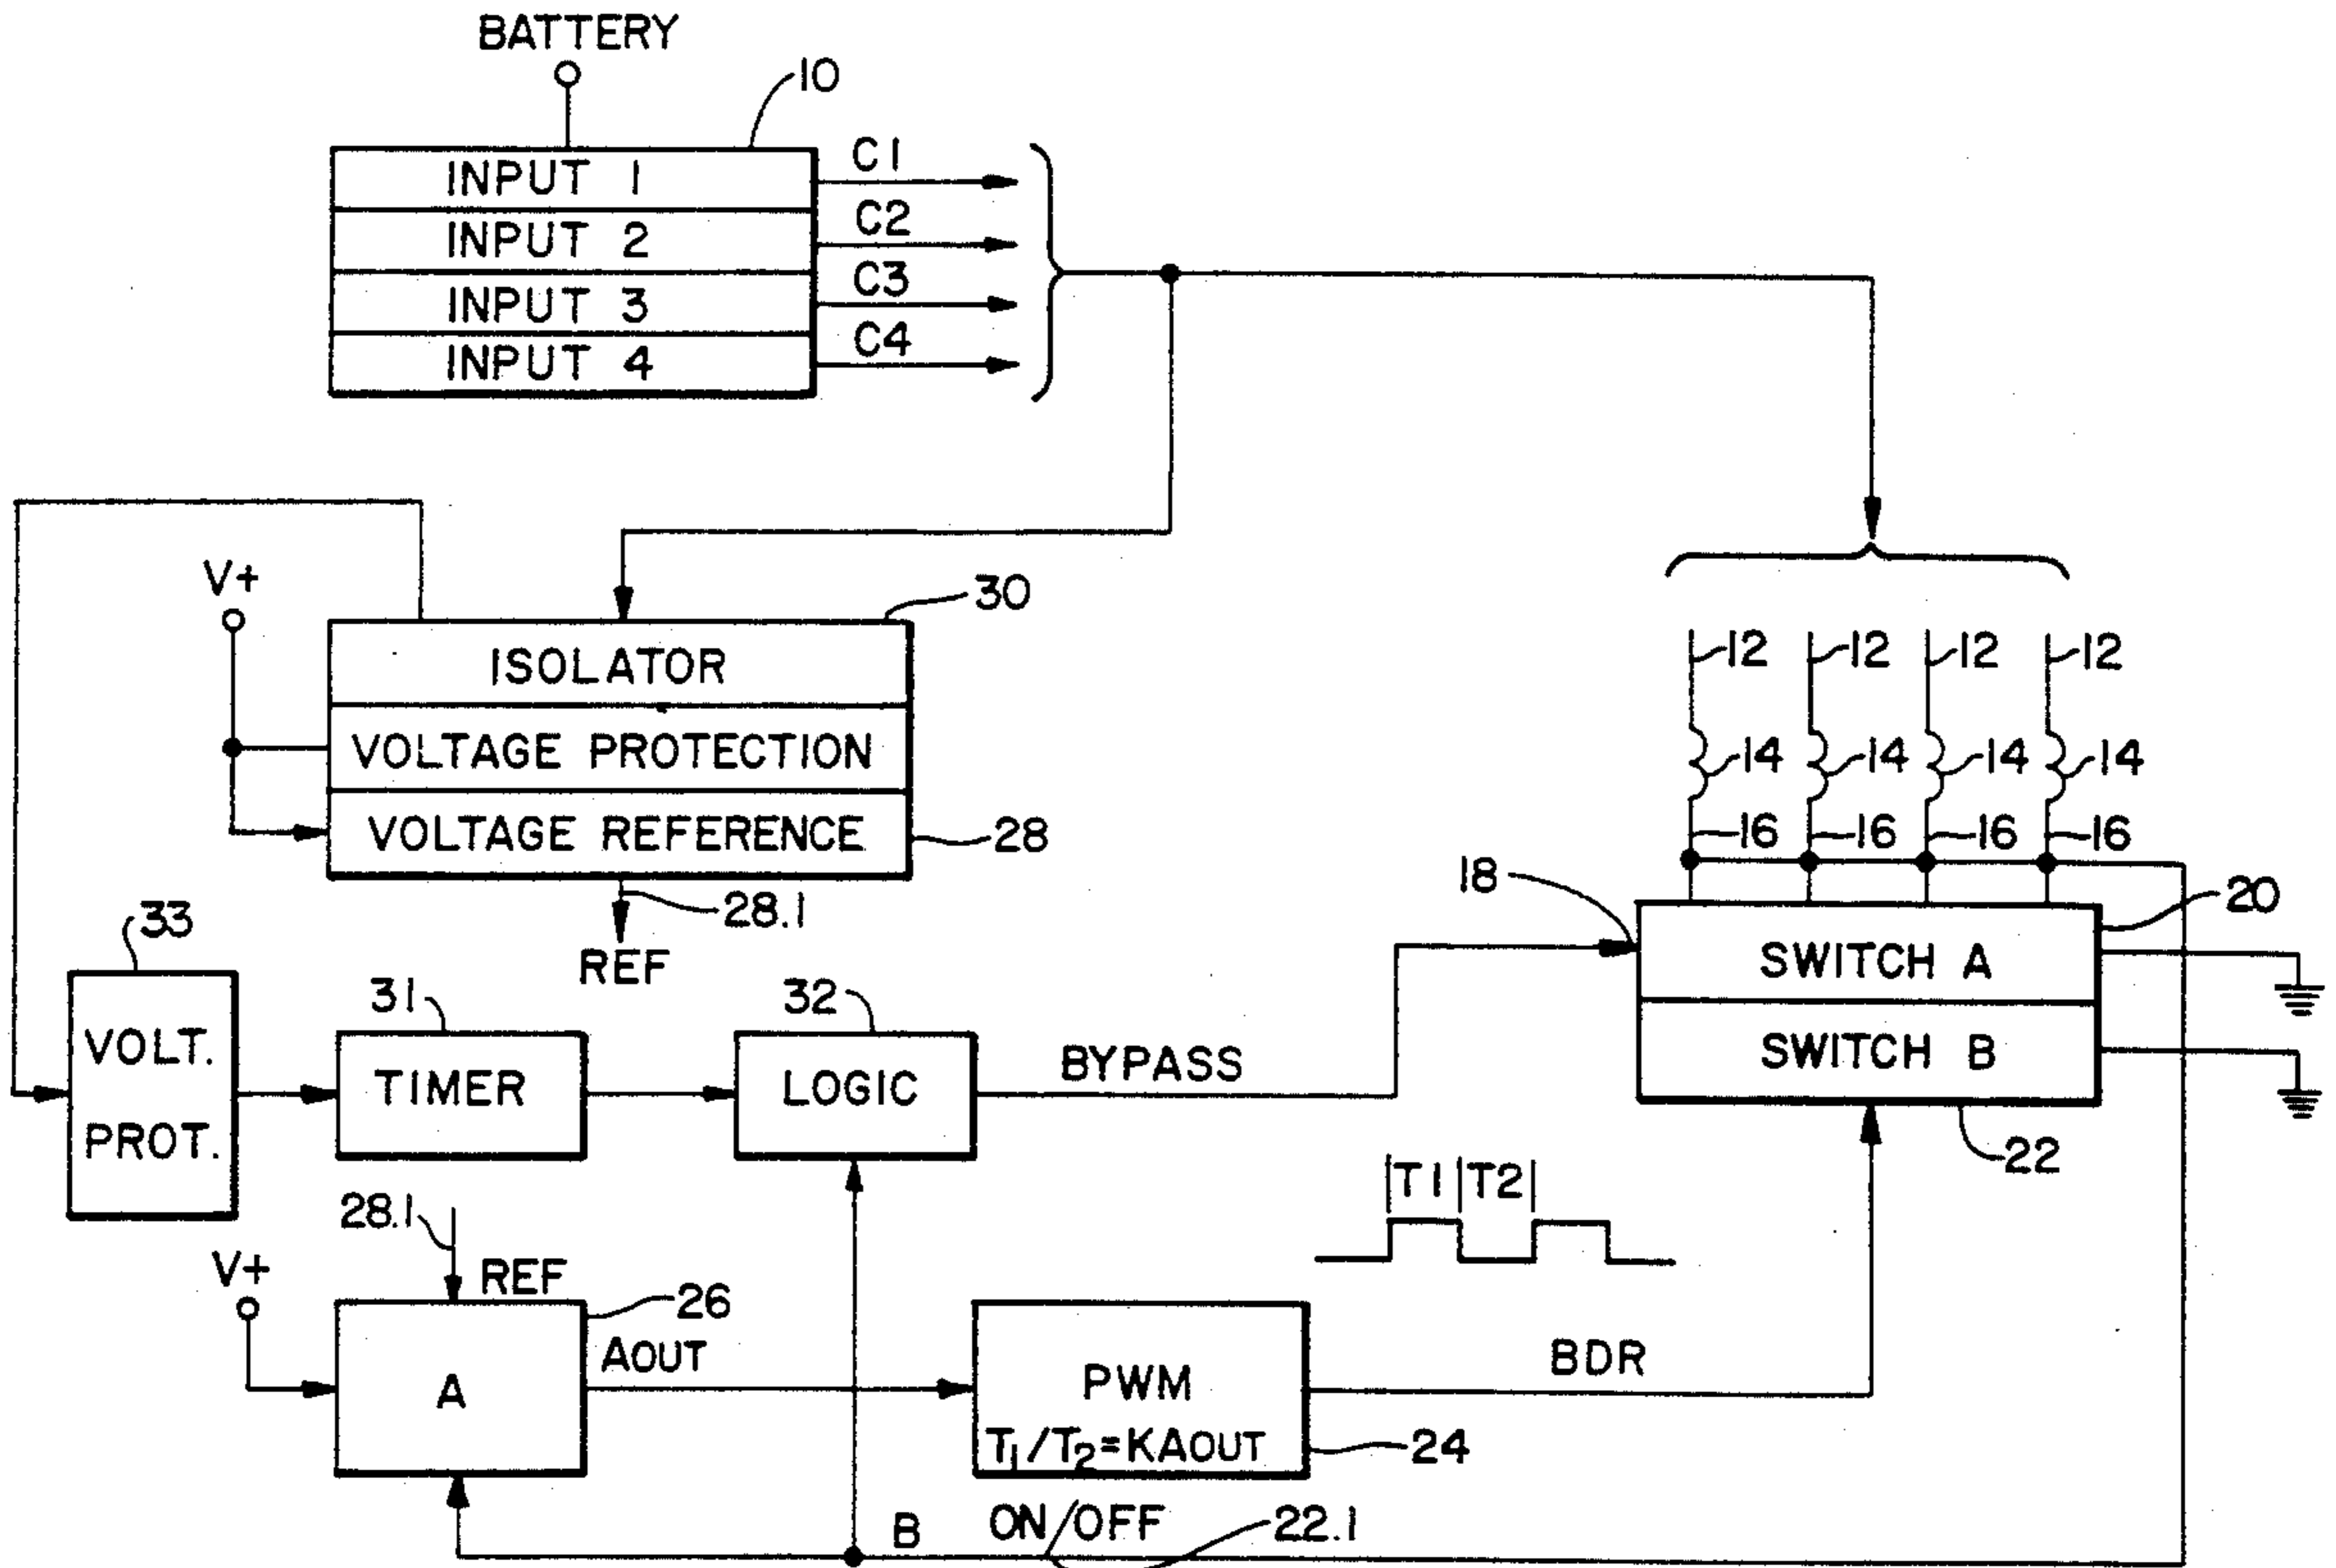 BATTERY
10
INPUT 1
C1
INPUT 2
C2
INPUT 3
C3
INPUT 4
C4
V+
30
ISOLATOR
VOLTAGE PROTECTION
VOLTAGE REFERENCE
28
28.1
REF
12
12
12
12
14
14
14
14
16
16
16
16
18
20
SWITCH A
SWITCH B
22
33
VOLT.
PROT.
31
TIMER
32
LOGIC
BYPASS
T1
T2
28.1
REF
V+
26
A
AOUT
PWM
T1/T2=KAOUT
24
BDR
B
ON/OFF
22.1